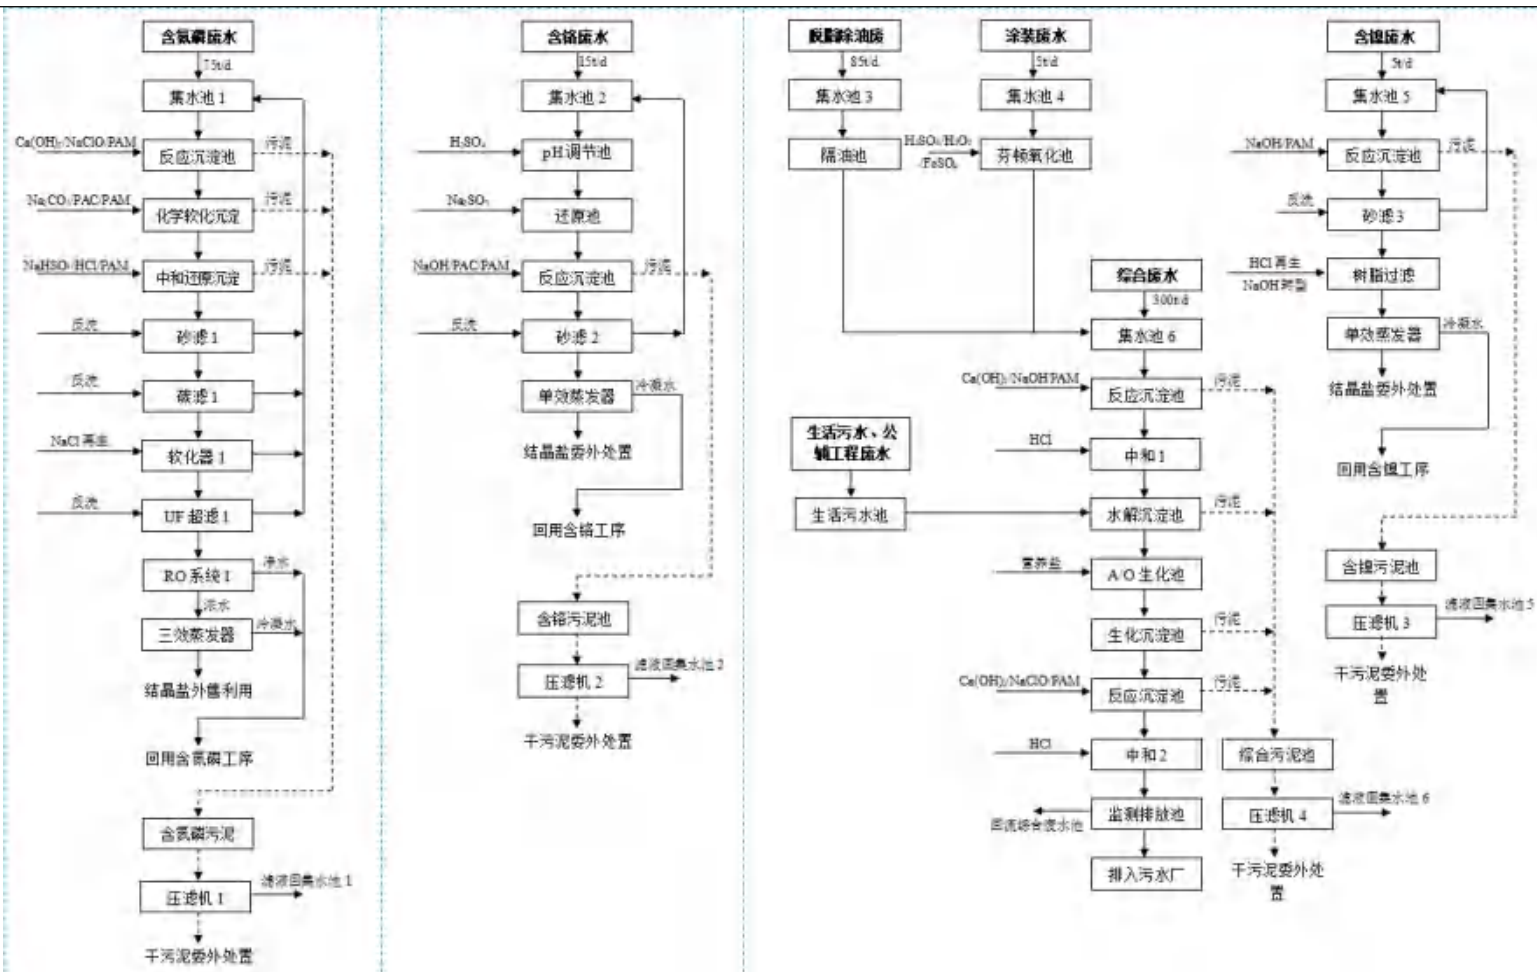 含氮磷废水
75t/d
集水池 1
Ca(OH)₂/NaClO/PAM
反应沉淀池
污泥
Na₂CO₃/PAC/PAM
化学软化沉淀
污泥
NaHSO₃/HCl/PAM
中和还原沉淀
污泥
反洗
砂滤 1
反洗
碳滤 1
NaCl 再生
软化器 1
反洗
UF 超滤 1
RO 系统 1
净水
浓水
三效蒸发器
冷凝水
结晶盐外售利用
回用含氮磷工序
含氮磷污泥
压滤机 1
滤液回集水池 1
干污泥委外处置
含铬废水
15t/d
集水池 2
H₂SO₄
pH 调节池
还原池
NaOH/PAC/PAM
反应沉淀池
污泥
反洗
砂滤 2
单效蒸发器
冷凝水
结晶盐委外处置
回用含铬工序
含铬污泥池
压滤机 2
滤液回集水池 2
干污泥委外处置
脱脂除油废
85t/d
集水池 3
隔油池
涂装废水
5t/d
集水池 4
H₂SO₄/H₂O₂
/FeSO₄
芬顿氧化池
综合废水
300t/d
集水池 6
Ca(OH)₂/NaOH/PAM
反应沉淀池
污泥
生活污水、公
辅工程废水
生活污水池
HCl
中和 1
水解沉淀池
污泥
营养盐
A/O 生化池
生化沉淀池
污泥
Ca(OH)₂/NaClO/PAM
反应沉淀池
污泥
HCl
中和 2
监测排放池
回流综合废水池
排入污水厂
综合污泥池
压滤机 4
滤液回集水池 6
干污泥委外处
置
含镍废水
5t/d
集水池 5
NaOH/PAM
反应沉淀池
污泥
反洗
砂滤 3
HCl 再生
NaOH 转型
树脂过滤
单效蒸发器
冷凝水
结晶盐委外处置
回用含镍工序
含镍污泥池
压滤机 3
滤液回集水池 5
干污泥委外处
置